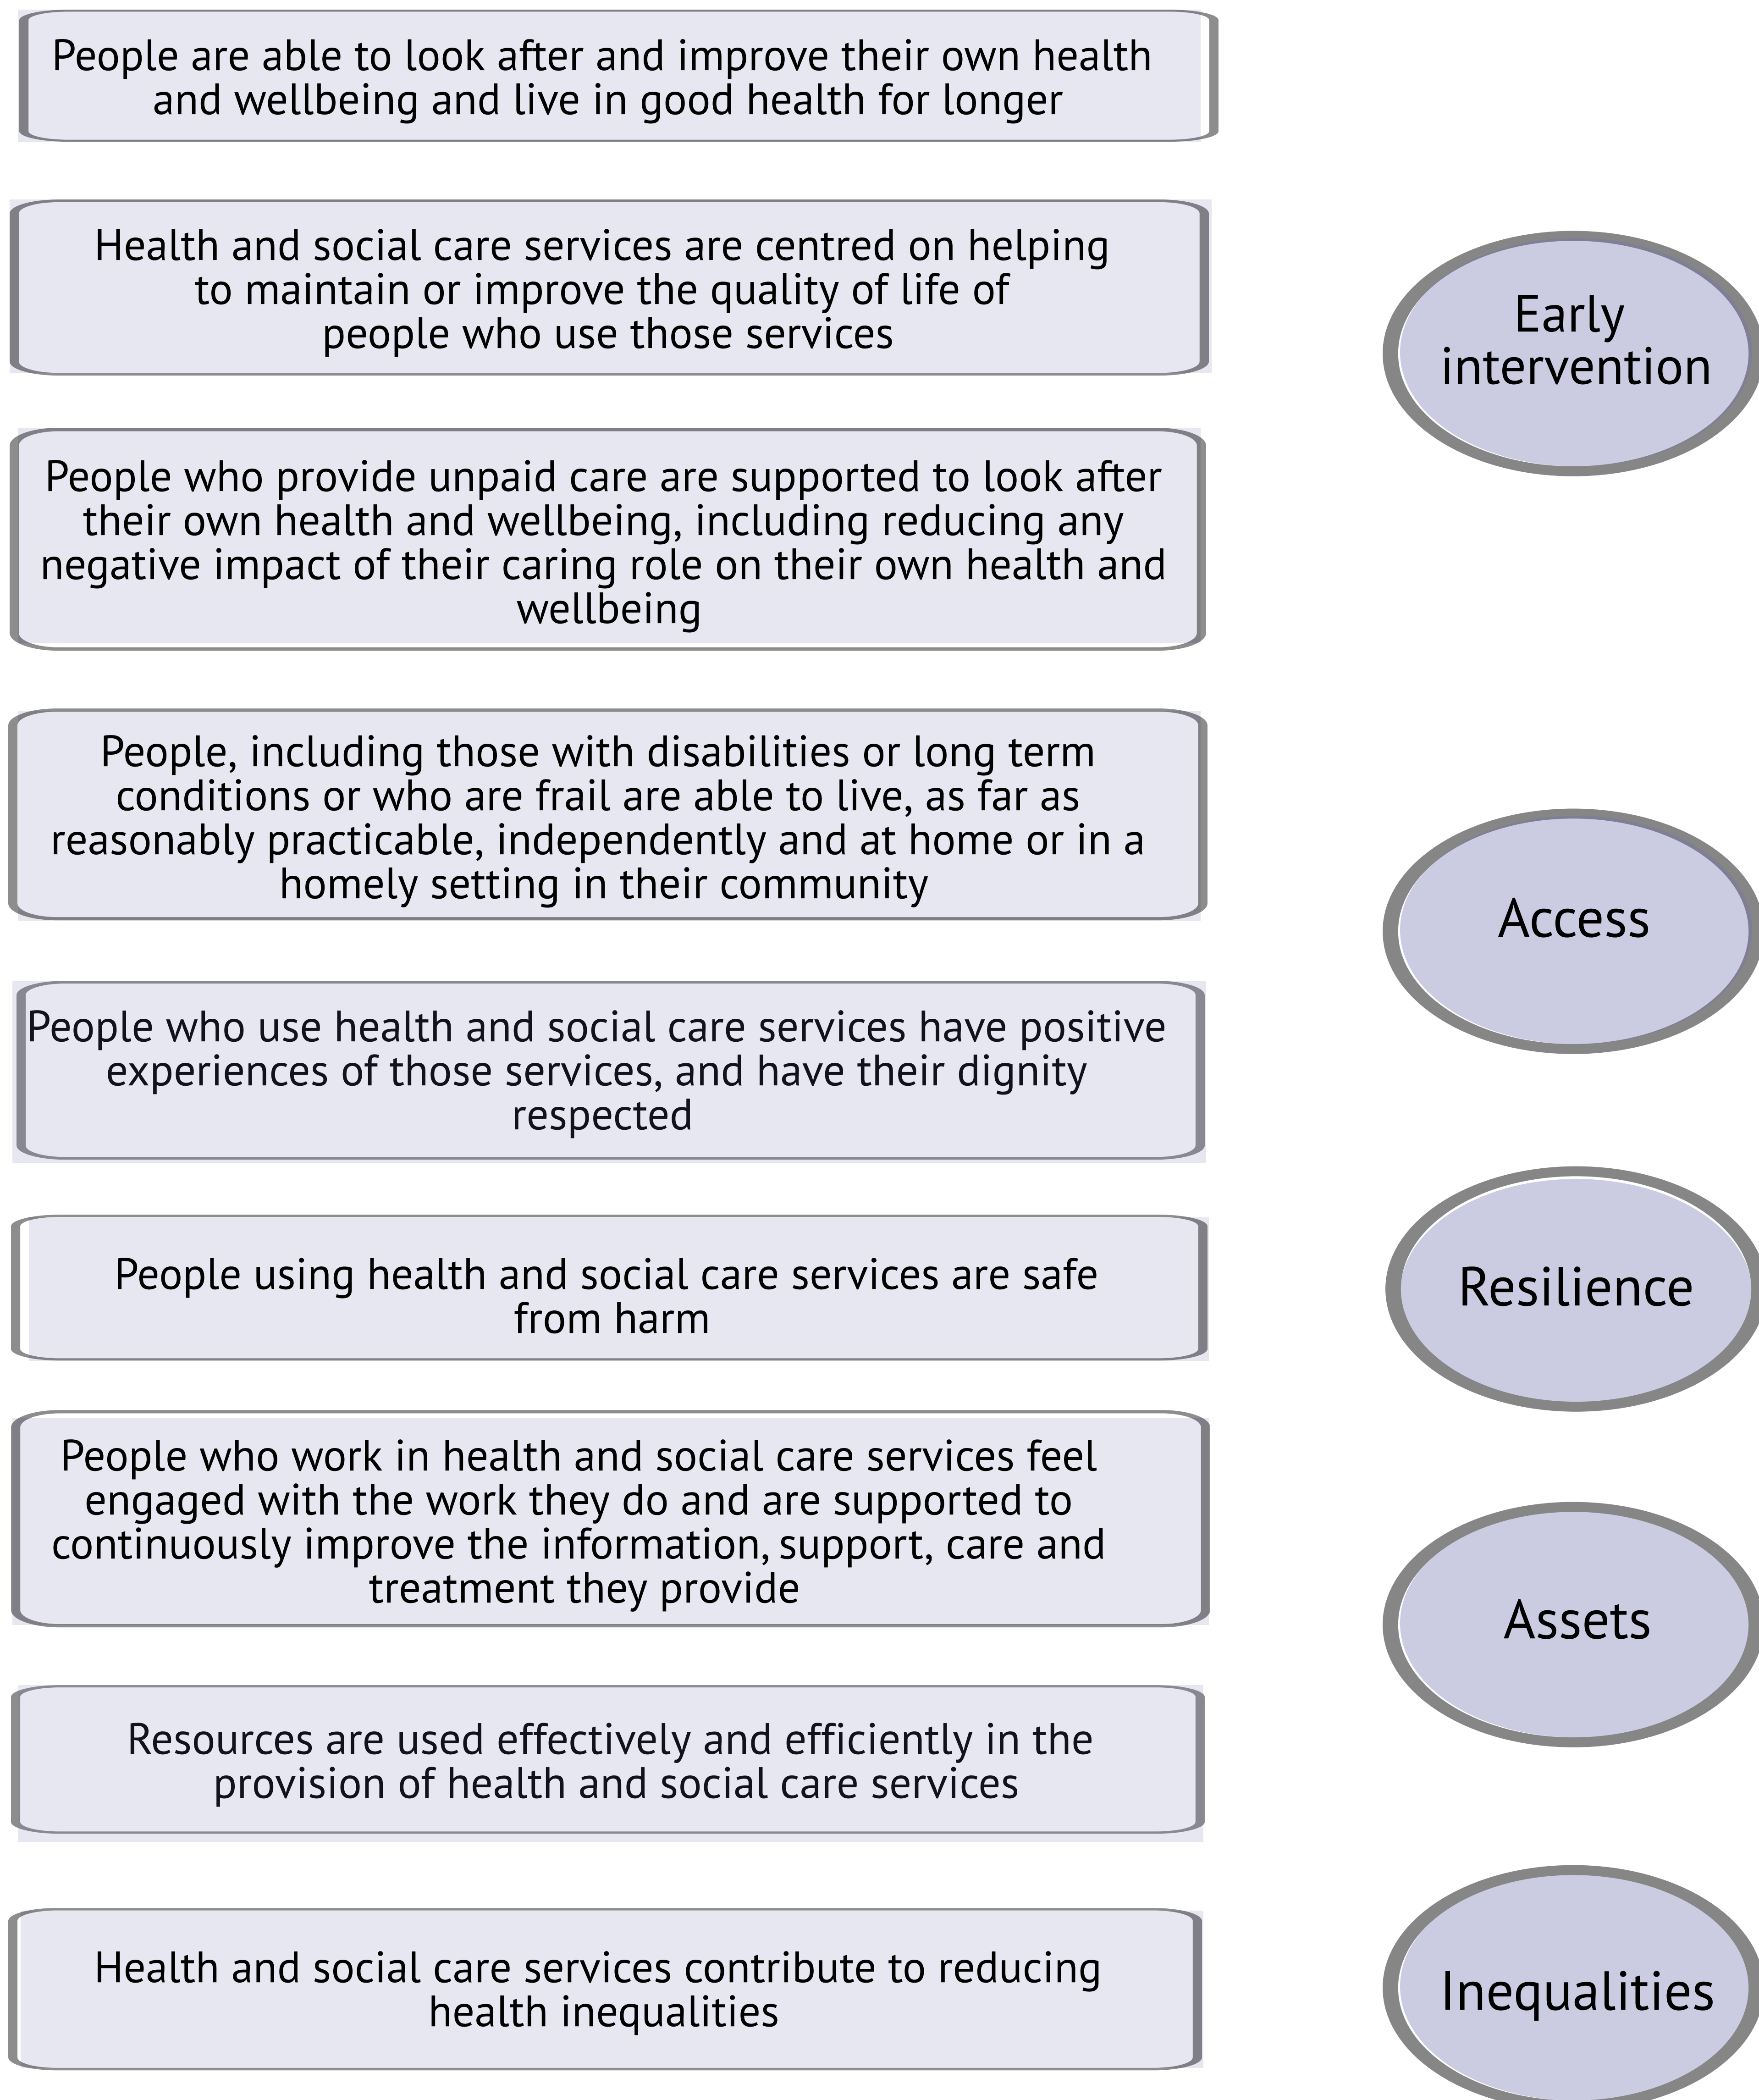 People are able to look after and improve their own health
and wellbeing and live in good health for longer
Health and social care services are centred on helping
to maintain or improve the quality of life of
people who use those services
People who provide unpaid care are supported to look after
their own health and wellbeing, including reducing any
negative impact of their caring role on their own health and
wellbeing
People, including those with disabilities or long term
conditions or who are frail are able to live, as far as
reasonably practicable, independently and at home or in a
homely setting in their community
People who use health and social care services have positive
experiences of those services, and have their dignity
respected
People using health and social care services are safe
from harm
People who work in health and social care services feel
engaged with the work they do and are supported to
continuously improve the information, support, care and
treatment they provide
Resources are used effectively and efficiently in the
provision of health and social care services
Health and social care services contribute to reducing
health inequalities
Early
intervention
Access
Resilience
Assets
Inequalities